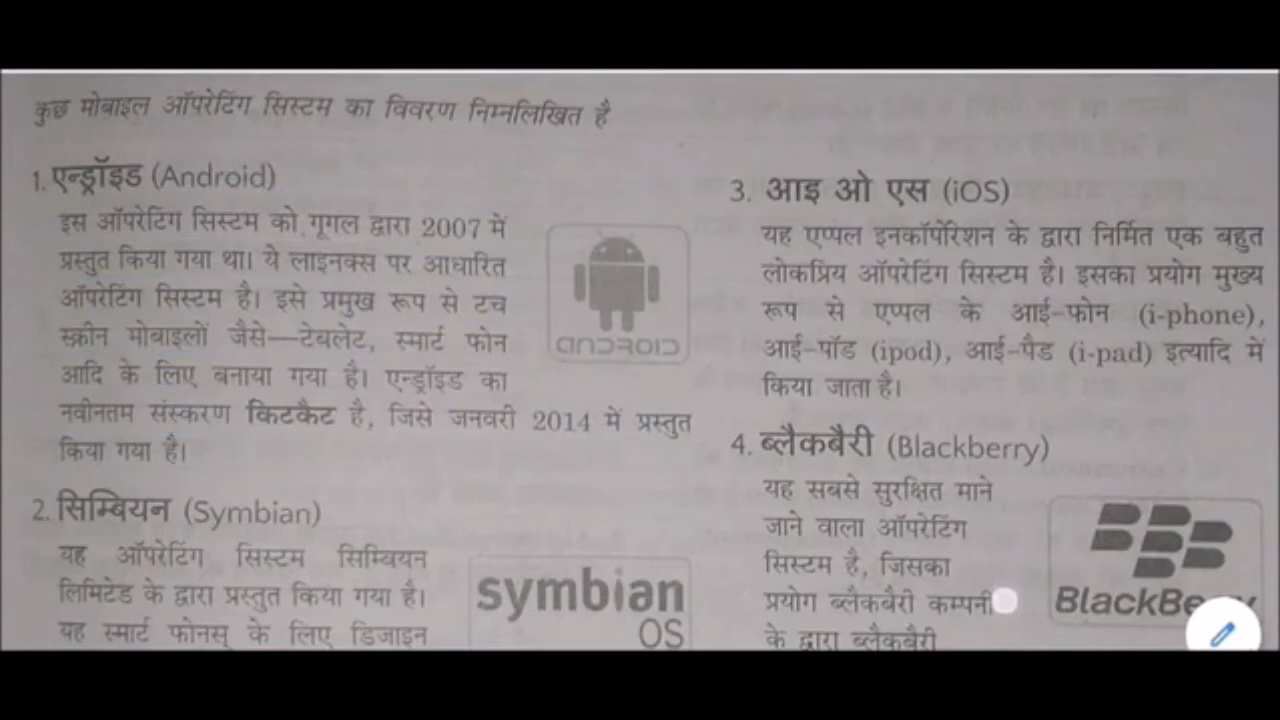 कुछ मोबाइल ऑपरेटिंग सिस्टम का विवरण निम्नलिखित है
1. एन्ड्रॉइड (Android)
इस ऑपरेटिंग सिस्टम को गूगल द्वारा 2007 में
प्रस्तुत किया गया था। ये लाइनक्स पर आधारित
ऑपरेटिंग सिस्टम है। इसे प्रमुख रूप से टच
स्क्रीन मोबाइलों जैसे—टेबलेट, स्मार्ट फोन
आदि के लिए बनाया गया है। एन्ड्रॉइड का
नवीनतम संस्करण किटकैट है, जिसे जनवरी 2014 में प्रस्तुत
किया गया है।
ANDROID
2. सिम्बियन (Symbian)
यह ऑपरेटिंग सिस्टम सिम्बियन
लिमिटेड के द्वारा प्रस्तुत किया गया है।
यह स्मार्ट फोनस् के लिए डिजाइन
symbian
OS
3. आइ ओ एस (iOS)
यह एप्पल इनकॉर्पोरेशन के द्वारा निर्मित एक बहुत
लोकप्रिय ऑपरेटिंग सिस्टम है। इसका प्रयोग मुख्य
रूप से एप्पल के आई-फोन (i-phone),
आई-पॉड (ipod), आई-पैड (i-pad) इत्यादि में
किया जाता है।
4. ब्लैकबैरी (Blackberry)
यह सबसे सुरक्षित माने
जाने वाला ऑपरेटिंग
सिस्टम है, जिसका
प्रयोग ब्लैकबैरी कम्पनी
के द्वारा ब्लैकबैरी
BlackBerry